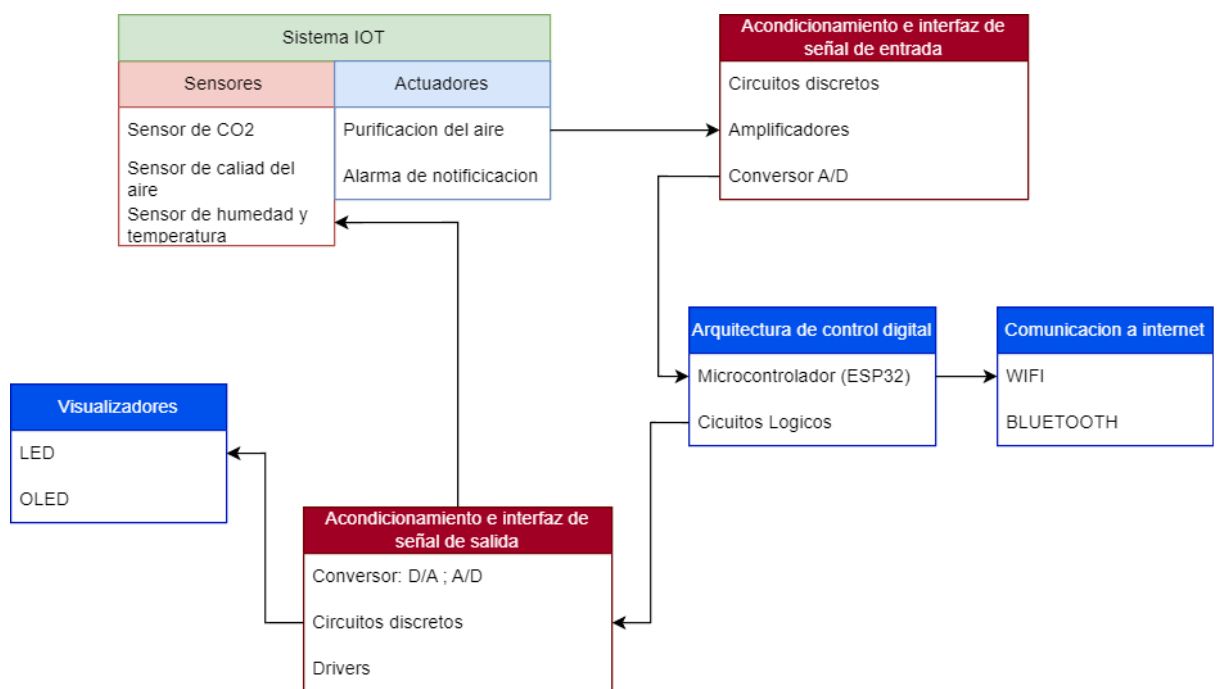 Sistema IOT
Sensores
Actuadores
Sensor de CO2
Sensor de caliad del
aire
Sensor de humedad y
temperatura
Purificacion del aire
Alarma de notificicacion
Acondicionamiento e interfaz de
señal de entrada
Circuitos discretos
Amplificadores
Conversor A/D
Arquitectura de control digital
Microcontrolador (ESP32)
Cicuitos Logicos
Comunicacion a internet
WIFI
BLUETOOTH
Visualizadores
LED
OLED
Acondicionamiento e interfaz de
señal de salida
Conversor: D/A ; A/D
Circuitos discretos
Drivers